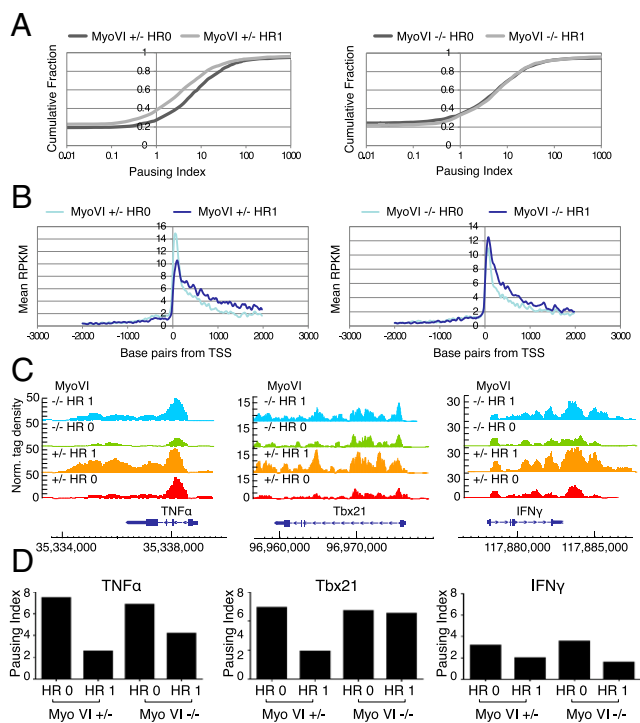 A
MyoVI +/- HR0 MyoVI +/- HR1
Cumulative Fraction
1
0.8
0.6
0.4
0.2
0
0.01 0.1 1 10 100 1000
Pausing Index
MyoVI -/- HR0 MyoVI -/- HR1
Cumulative Fraction
1
0.8
0.6
0.4
0.2
0
0.01 0.1 1 10 100 1000
Pausing Index
B
MyoVI +/- HR0 MyoVI +/- HR1
Mean RPKM
16
14
12
10
8
6
4
2
0
-3000 -2000 -1000 0 1000 2000 3000
Base pairs from TSS
MyoVI -/- HR0 MyoVI -/- HR1
Mean RPKM
14
12
10
8
6
4
2
0
-3000 -2000 -1000 0 1000 2000 3000
Base pairs from TSS
C
Norm. tag density
MyoVI
50 -/- HR 1
50 -/- HR 0
50 +/- HR 1
50 +/- HR 0
0
TNFα
35,334,000 35,338,000
MyoVI
15 -/- HR 1
15 -/- HR 0
15 +/- HR 1
15 +/- HR 0
0
Tbx21
96,960,000 96,970,000
MyoVI
30 -/- HR 1
30 -/- HR 0
30 +/- HR 1
30 +/- HR 0
0
IFNγ
117,880,000 117,885,000
D
TNFα
Pausing Index
8
6
4
2
0
HR 0 HR 1 HR 0 HR 1
Myo VI +/- Myo VI -/-
Tbx21
Pausing Index
8
6
4
2
0
HR 0 HR 1 HR 0 HR 1
Myo VI +/- Myo VI -/-
IFNγ
Pausing Index
8
6
4
2
0
HR 0 HR 1 HR 0 HR 1
Myo VI +/- Myo VI -/-